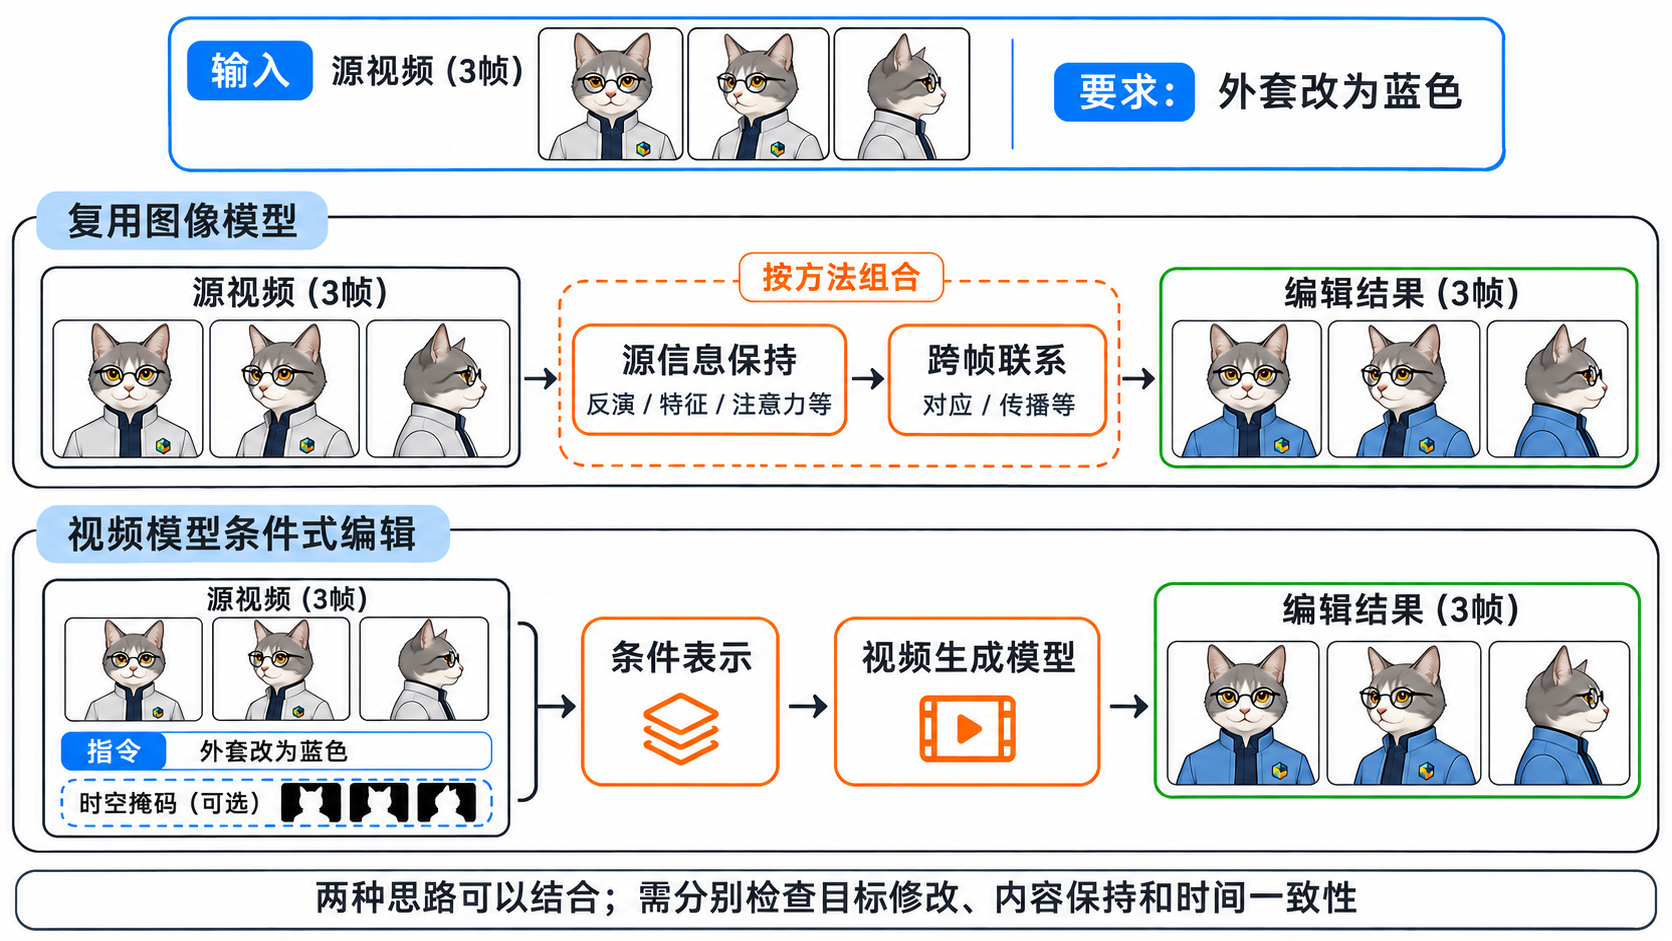 输入
源视频 (3帧)
要求：
外套改为蓝色
复用图像模型
源视频 (3帧)
按方法组合
源信息保持
反演 / 特征 / 注意力等
跨帧联系
对应 / 传播等
编辑结果 (3帧)
视频模型条件式编辑
源视频 (3帧)
指令
外套改为蓝色
时空掩码（可选）
条件表示
视频生成模型
编辑结果 (3帧)
两种思路可以结合；需分别检查目标修改、内容保持和时间一致性